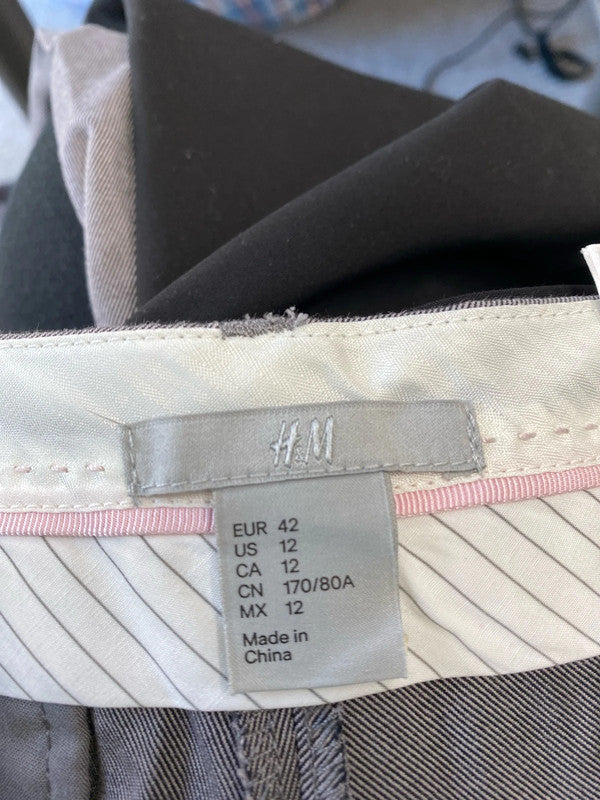 H&M
EUR 42
US 12
CA 12
CN 170/80A
MX 12
Made in
China